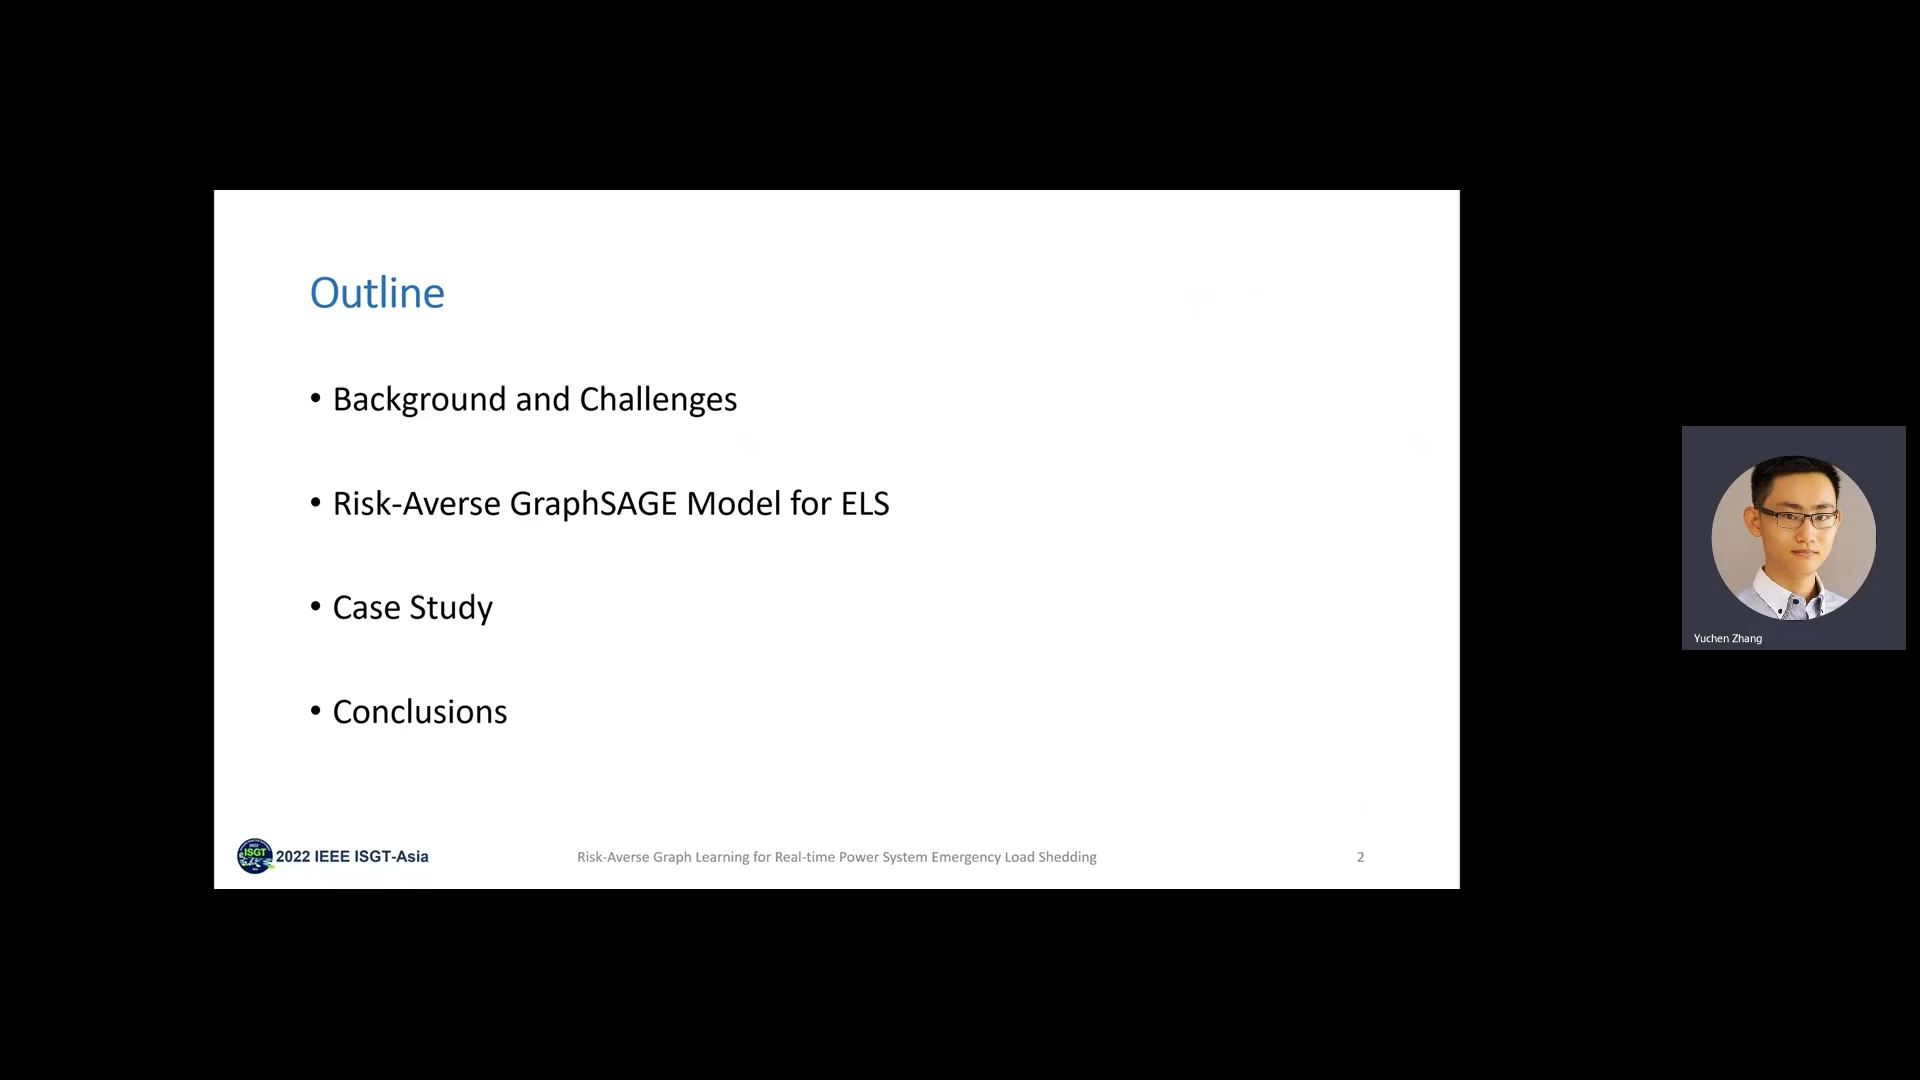 Outline
• Background and Challenges
• Risk-Averse GraphSAGE Model for ELS
• Case Study
• Conclusions
ISGT
2022 IEEE ISGT-Asia
Risk-Averse Graph Learning for Real-time Power System Emergency Load Shedding
2
Yuchen Zhang